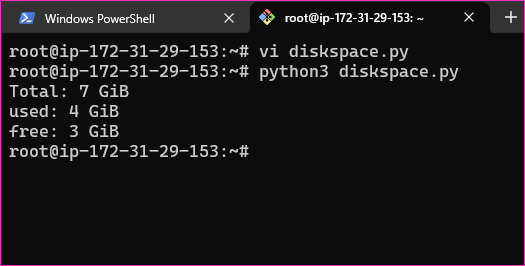 Windows PowerShell
root@ip-172-31-29-153: ~
root@ip-172-31-29-153:~# vi diskspace.py
root@ip-172-31-29-153:~# python3 diskspace.py
Total: 7 GiB
used: 4 GiB
free: 3 GiB
root@ip-172-31-29-153:~#